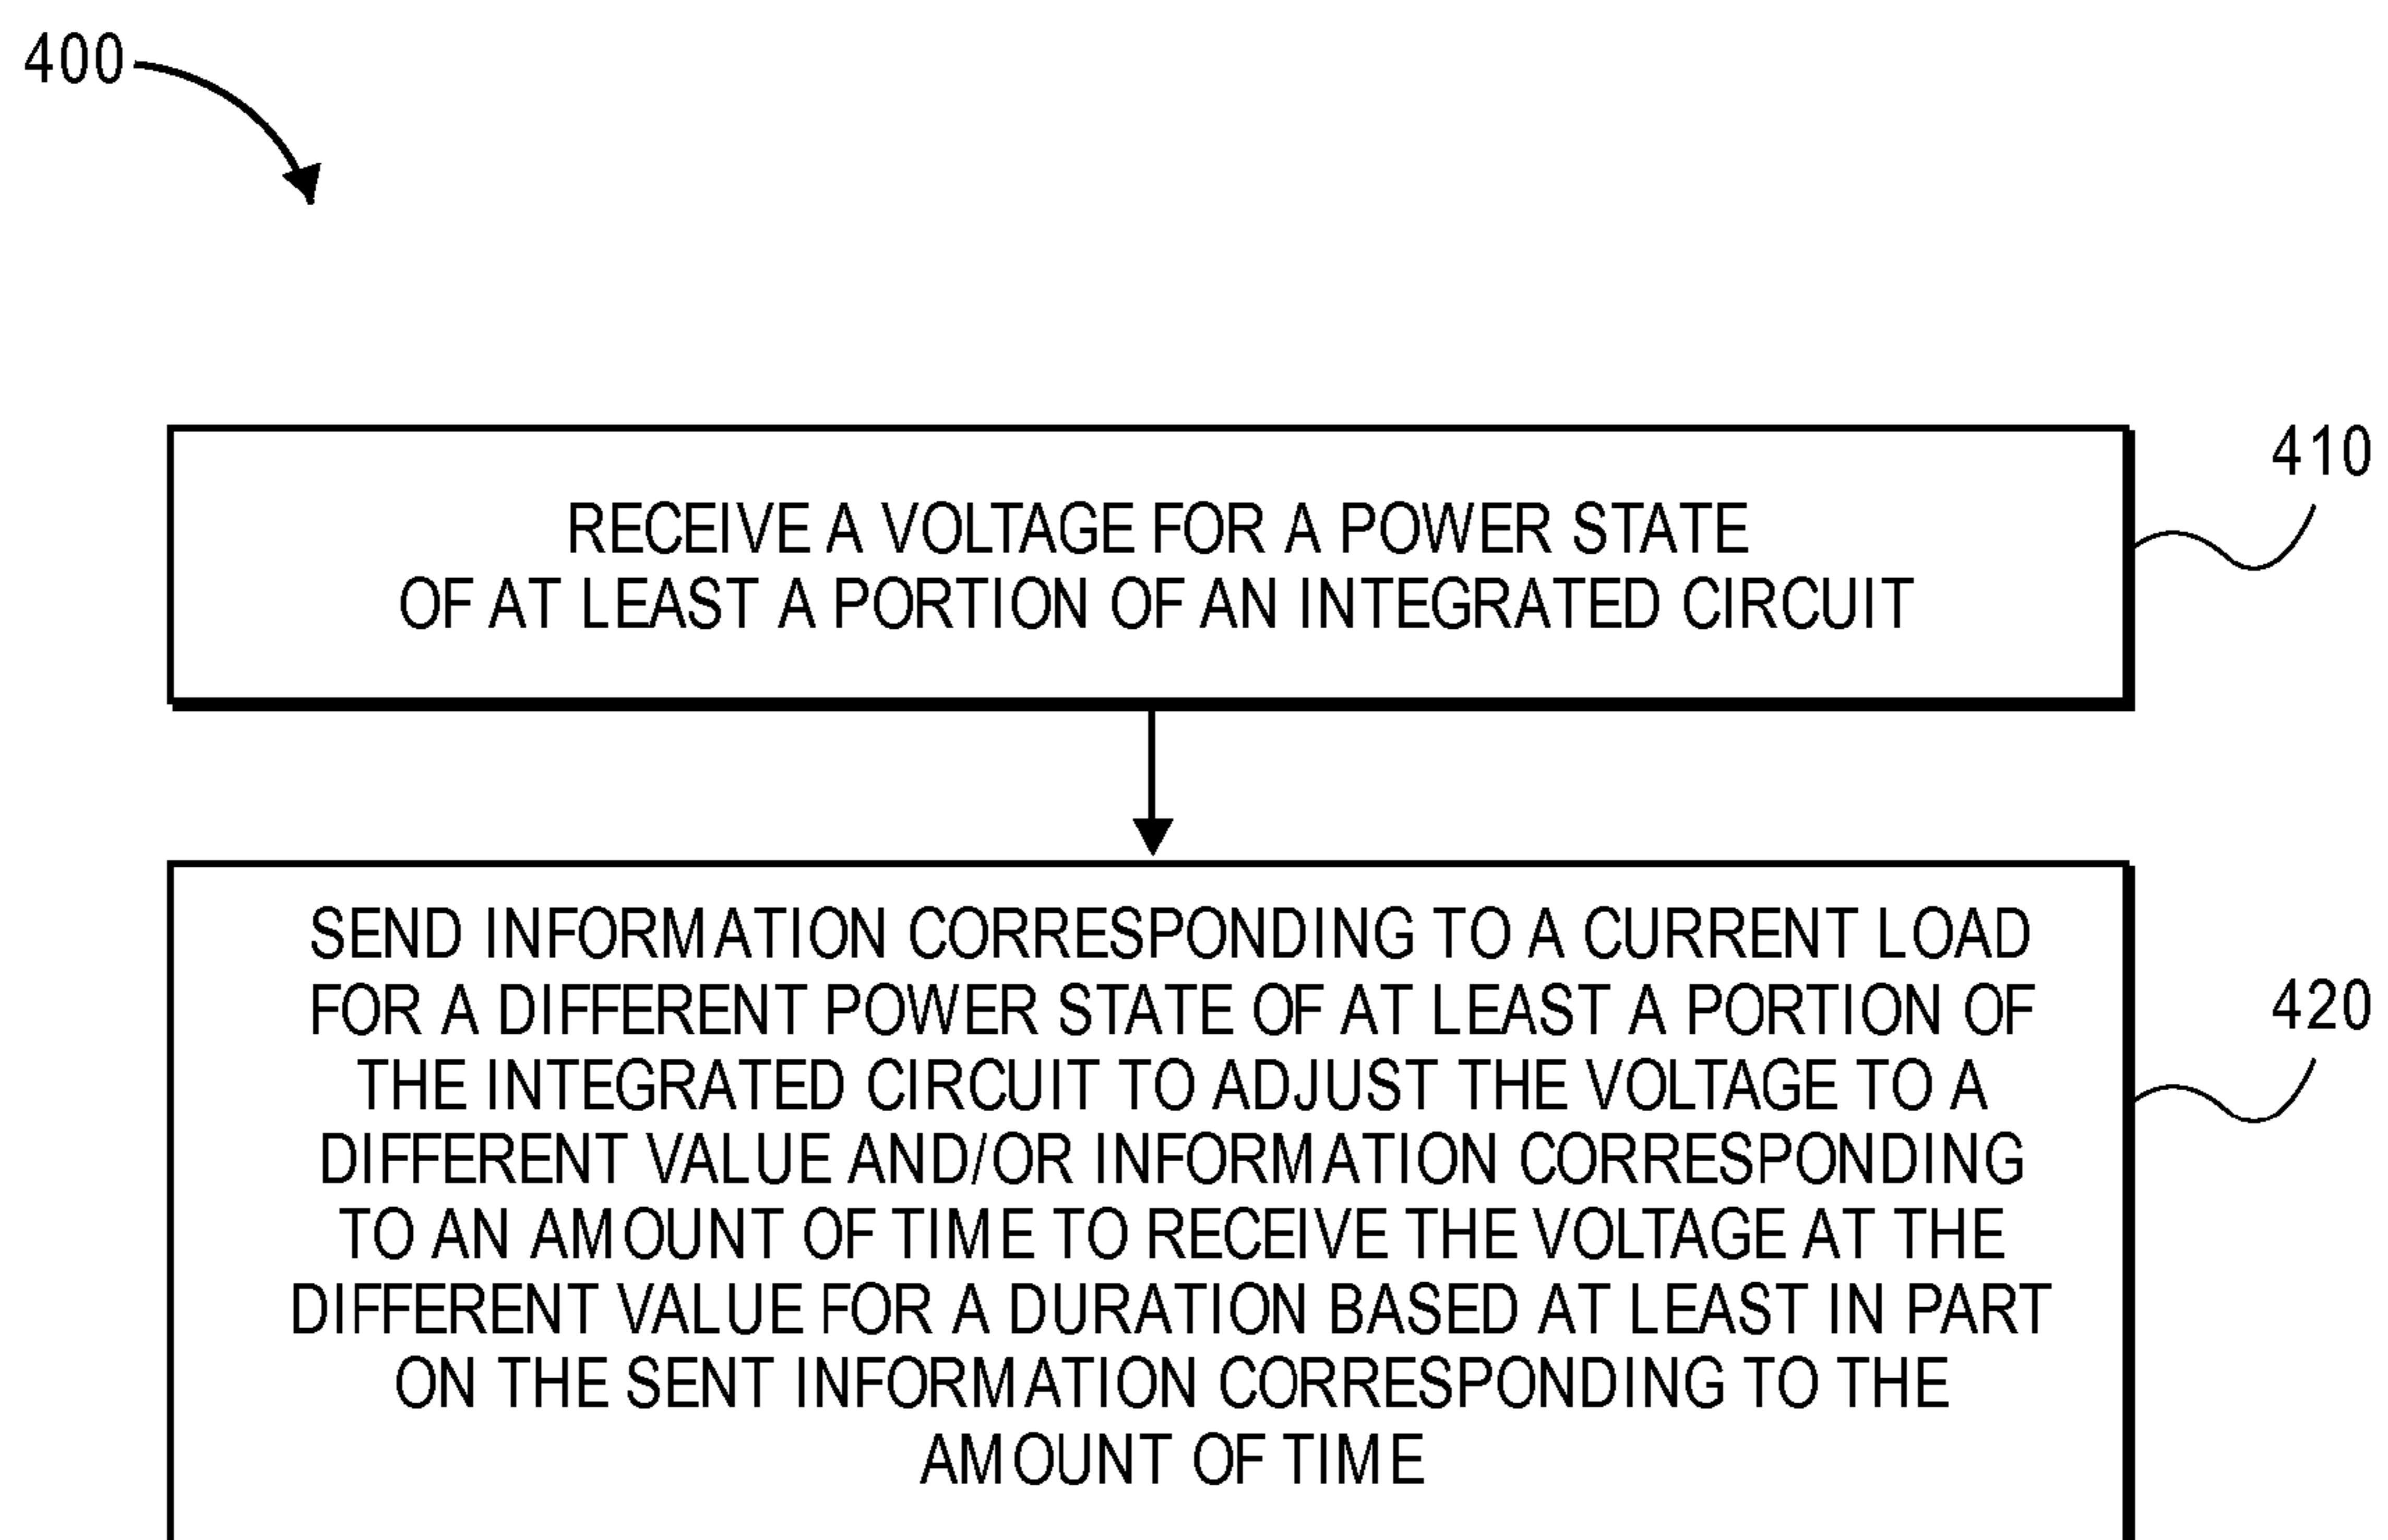 400
410
RECEIVE A VOLTAGE FOR A POWER STATE
OF AT LEAST A PORTION OF AN INTEGRATED CIRCUIT
SEND INFORMATION CORRESPONDING TO A CURRENT LOAD
FOR A DIFFERENT POWER STATE OF AT LEAST A PORTION OF
420
THE INTEGRATED CIRCUIT TO ADJUST THE VOLTAGE TO A
DIFFERENT VALUE AND/OR INFORMATION CORRESPONDING
TO AN AMOUNT OF TIME TO RECEIVE THE VOLTAGE AT THE
DIFFERENT VALUE FOR A DURATION BASED AT LEAST IN PART
ON THE SENT INFORMATION CORRESPONDING TO THE
AMOUNT OF TIME